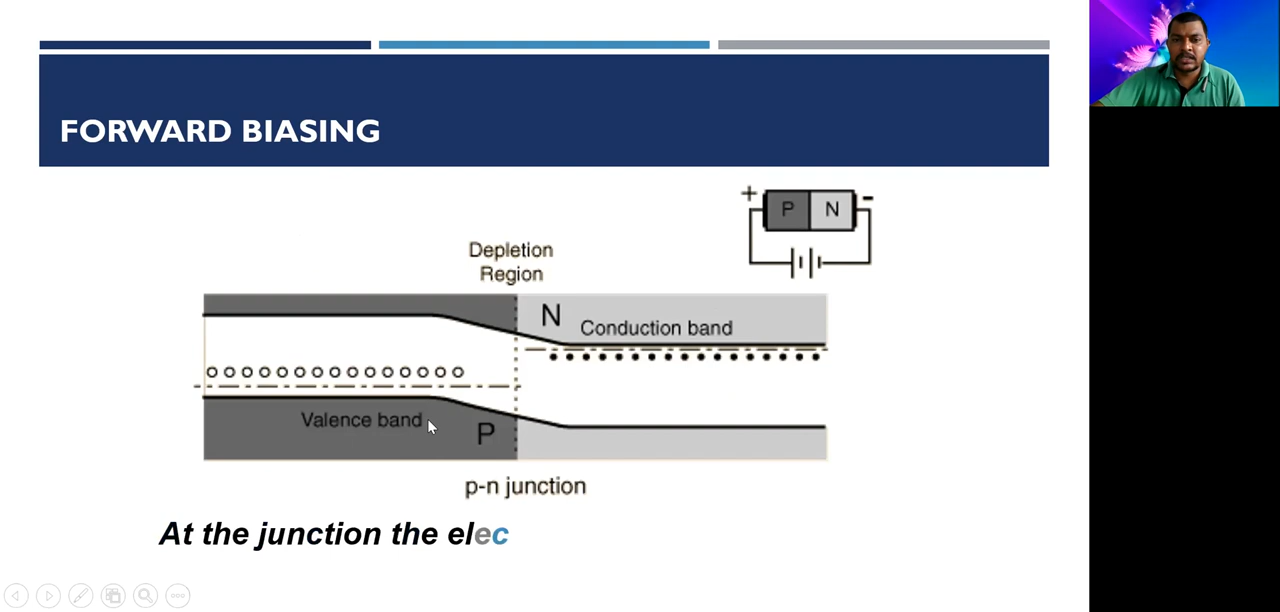 FORWARD BIASING
+ P N -
Depletion
Region
N
Conduction band
Valence band
P
p-n junction
At the junction the elec